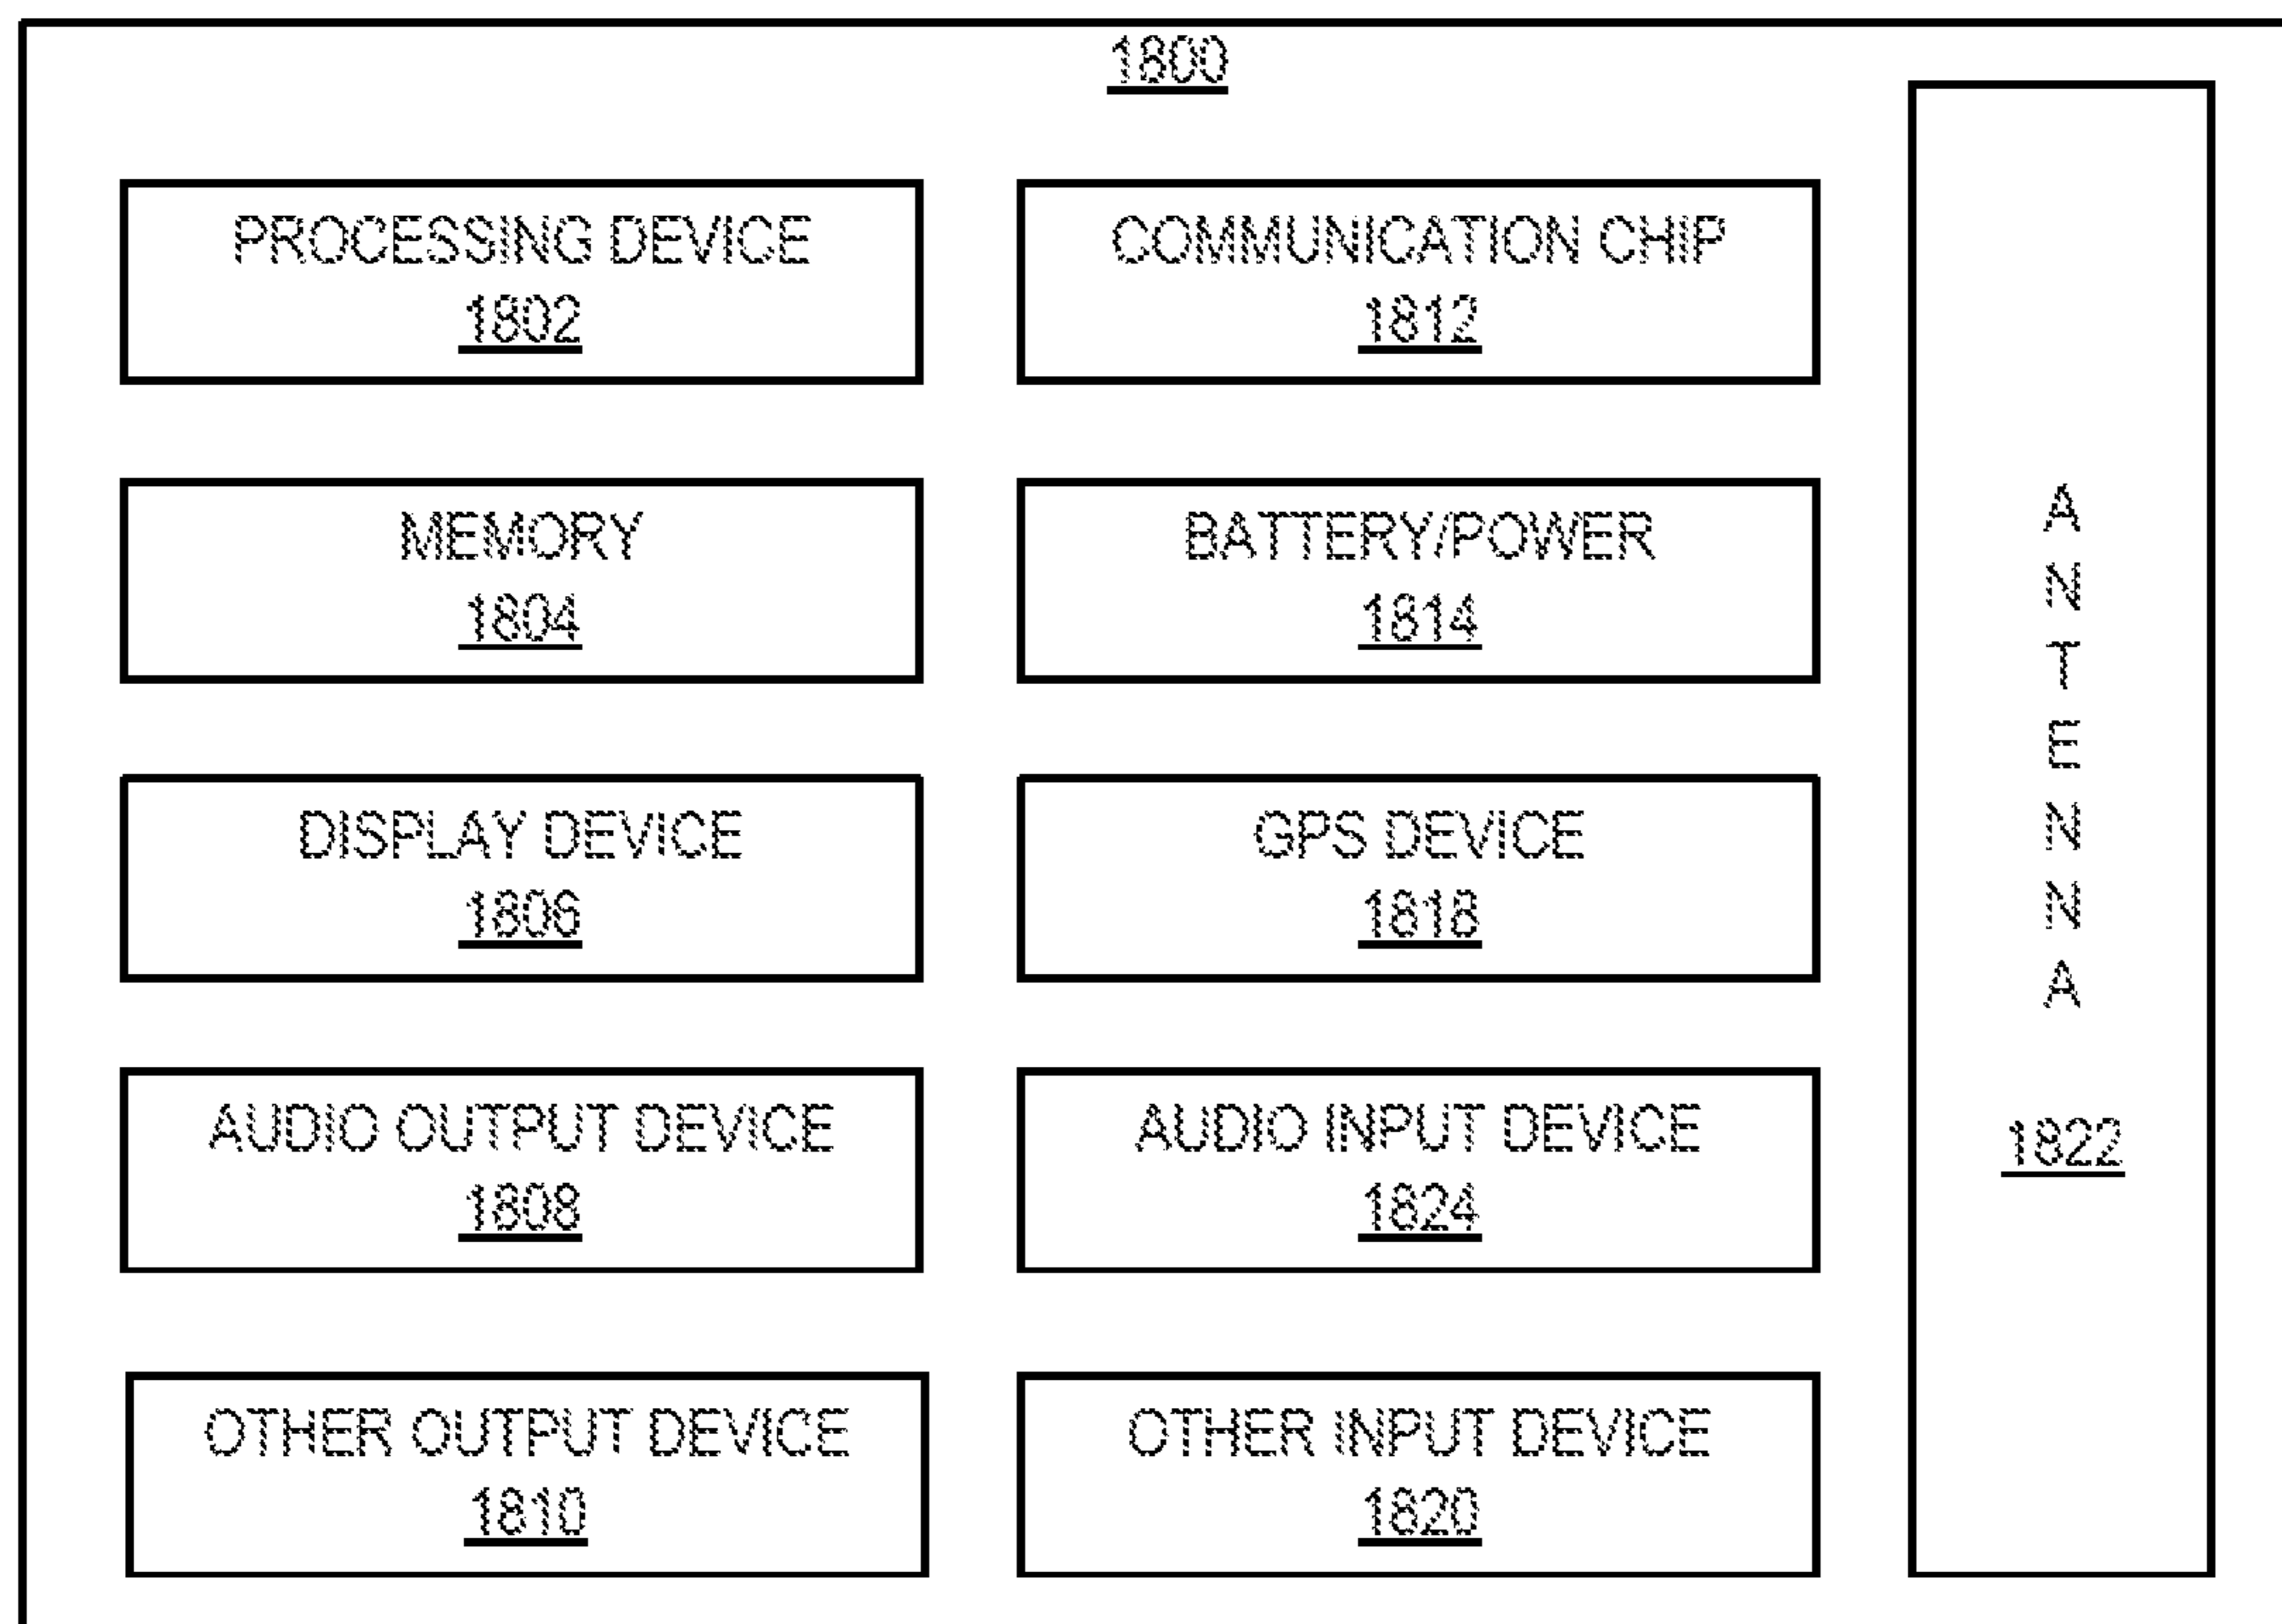 1800
PROCESSING DEVICE
1802
COMMUNICATION CHIP
1812
MEMORY
1804
BATTERY/POWER
1814
DISPLAY DEVICE
1806
GPS DEVICE
1818
AUDIO OUTPUT DEVICE
1808
AUDIO INPUT DEVICE
1824
OTHER OUTPUT DEVICE
1810
OTHER INPUT DEVICE
1820
A
N
T
E
N
N
A
1822